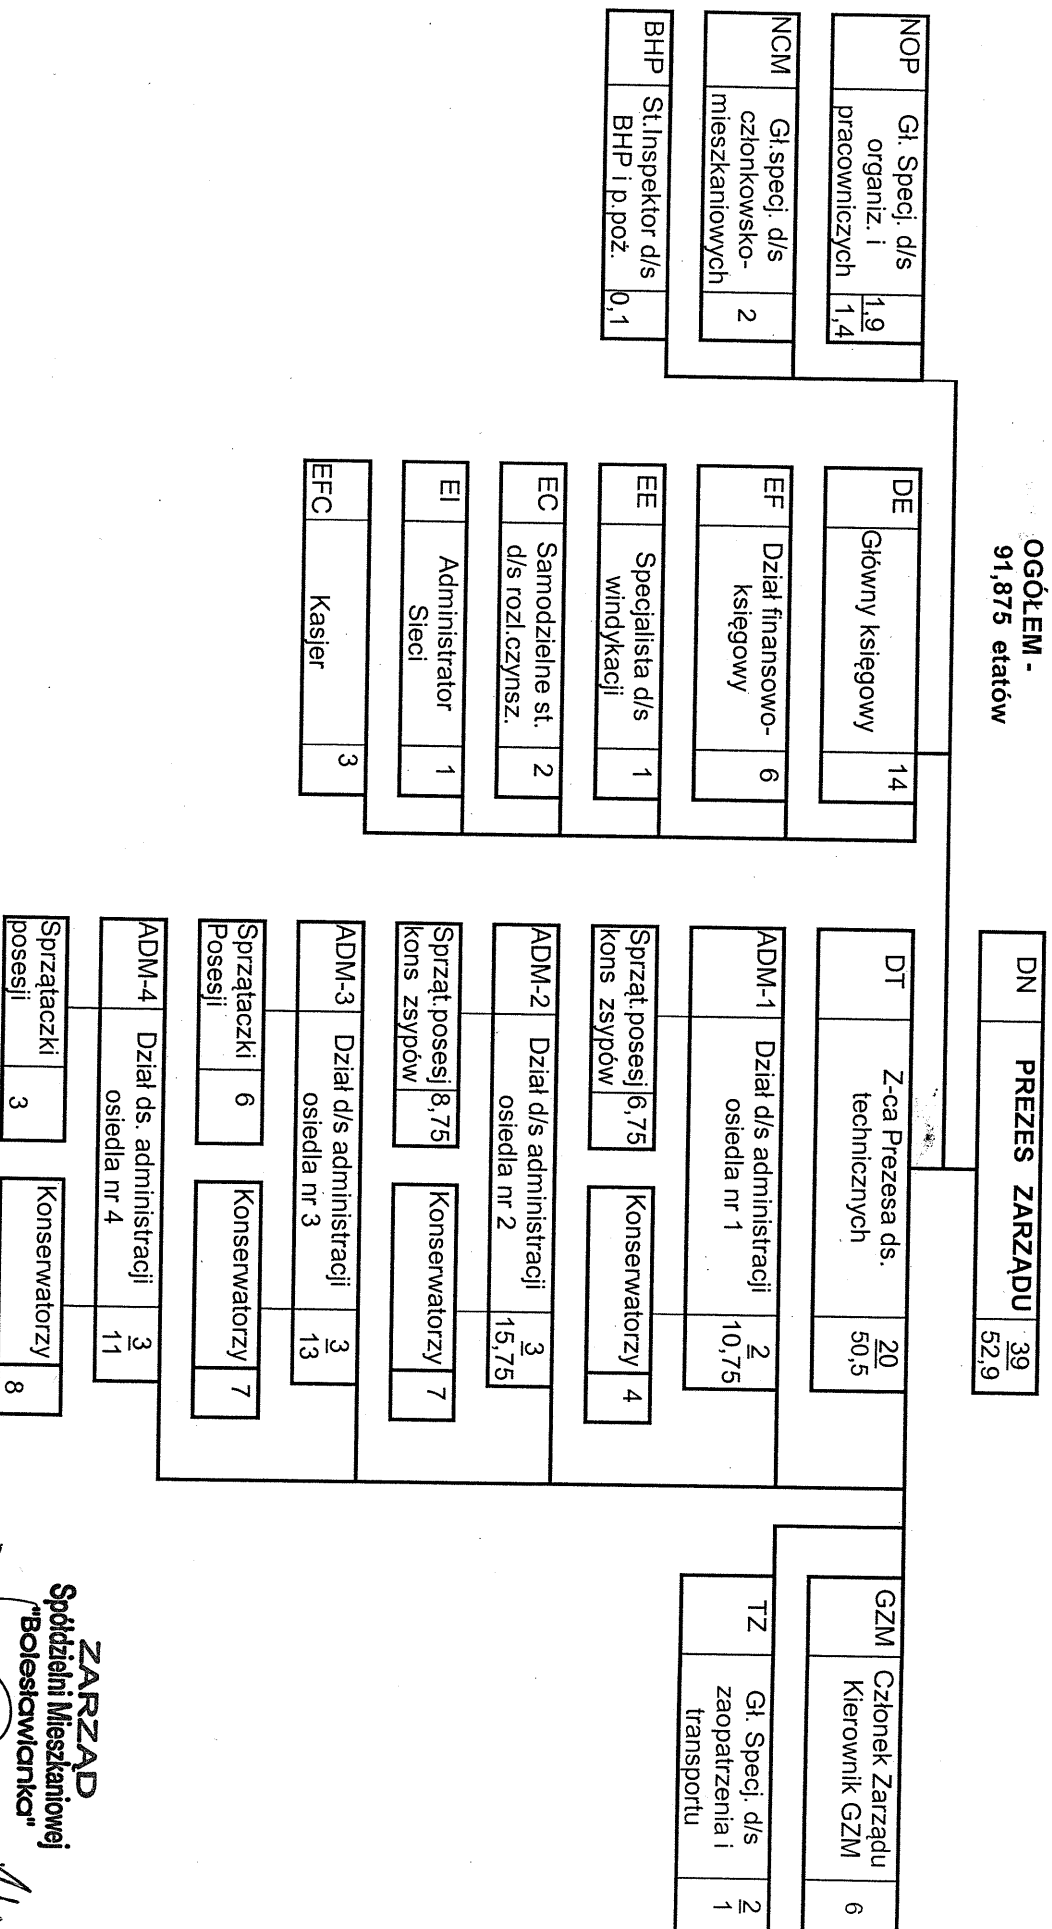 OGÓŁEM -
91,875 etatów
DN
PREZES ZARZĄDU
39
52,9
NOP
Gł. Specj. d/s
organiz. i
pracowniczych
1,9
1,4
NCM
Gł.specj. d/s
członkowsko-
mieszkaniowych
2
BHP
St.Inspektor d/s
BHP i p.poż.
0,1
DE
Główny księgowy
14
EF
Dział finansowo-
księgowy
6
EE
Specjalista d/s
windykacji
1
EC
Samodzielne st.
d/s rozl.czynsz.
2
EI
Administrator
Sieci
1
EFC
Kasjer
3
DT
Z-ca Prezesa ds.
technicznych
20
50,5
ADM-1
Dział d/s administracji
osiedla nr 1
2
10,75
Sprząt.posesj
kons zsypów
6,75
Konserwatorzy
4
ADM-2
Dział d/s administracji
osiedla nr 2
3
15,75
Sprząt.posesj
kons zsypów
8,75
Konserwatorzy
7
ADM-3
Dział d/s administracji
osiedla nr 3
3
13
Sprzątaczki
Posesji
6
Konserwatorzy
7
ADM-4
Dział ds. administracji
osiedla nr 4
3
11
Sprzątaczki
posesji
3
Konserwatorzy
8
GZM
Członek Zarządu
Kierownik GZM
6
TZ
Gł. Specj. d/s
zaopatrzenia i
transportu
2
1
ZARZĄD
Spółdzielni Mieszkaniowej
"Bolesławianka"